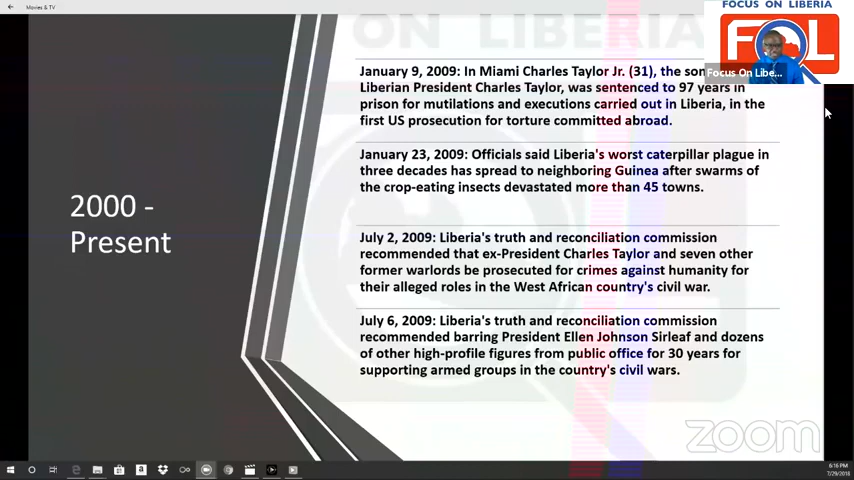 Movies & TV
FOCUS ON LIBERIA
FOL
Focus On Libe...
ON LIBERIA
January 9, 2009: In Miami Charles Taylor Jr. (31), the son
Liberian President Charles Taylor, was sentenced to 97 years in
prison for mutilations and executions carried out in Liberia, in the
first US prosecution for torture committed abroad.
January 23, 2009: Officials said Liberia's worst caterpillar plague in
three decades has spread to neighboring Guinea after swarms of
the crop-eating insects devastated more than 45 towns.
2000 -
Present
July 2, 2009: Liberia's truth and reconciliation commission
recommended that ex-President Charles Taylor and seven other
former warlords be prosecuted for crimes against humanity for
their alleged roles in the West African country's civil war.
July 6, 2009: Liberia's truth and reconciliation commission
recommended barring President Ellen Johnson Sirleaf and dozens
of other high-profile figures from public office for 30 years for
supporting armed groups in the country's civil wars.
zoom
6:16 PM
7/29/2018